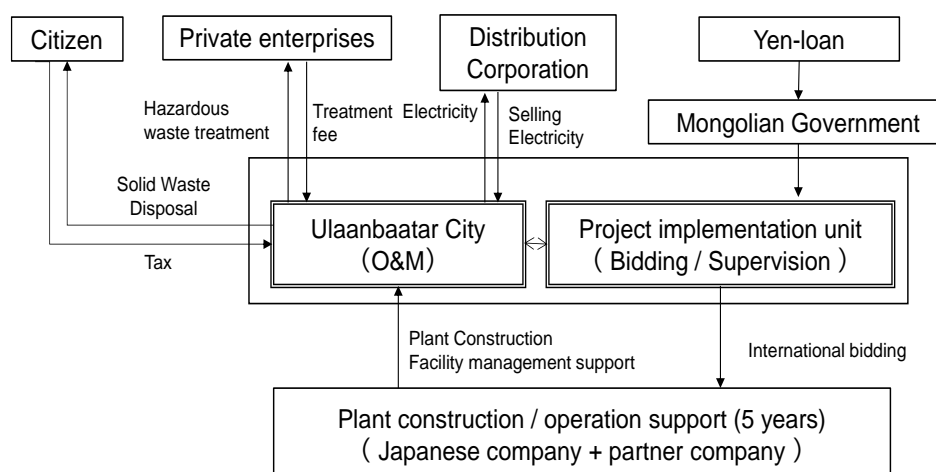 Citizen
Private enterprises
Distribution
Corporation
Yen-loan
Hazardous
waste treatment
Treatment
fee
Electricity
Selling
Electricity
Mongolian Government
Solid Waste
Disposal
Tax
Ulaanbaatar City
（O&M）
Project implementation unit
（ Bidding / Supervision ）
Plant Construction
Facility management support
International bidding
Plant construction / operation support (5 years)
（ Japanese company + partner company ）